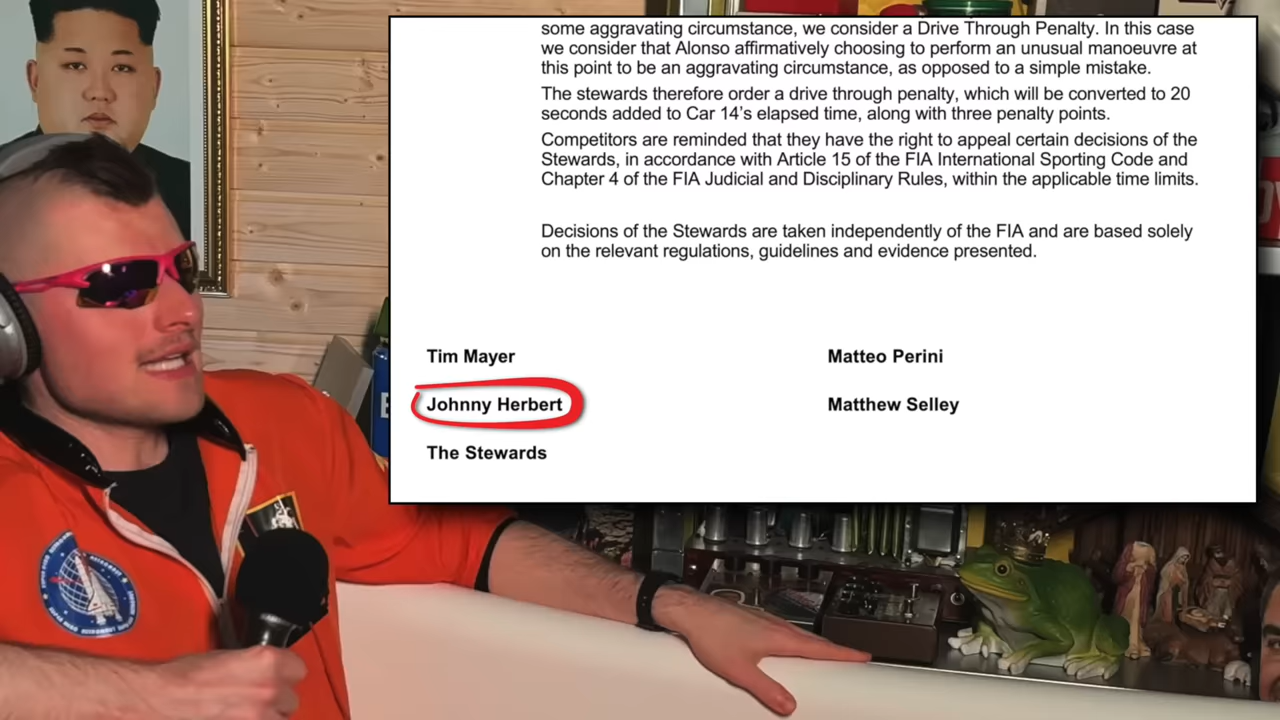 some aggravating circumstance, we consider a Drive Through Penalty. In this case
we consider that Alonso affirmatively choosing to perform an unusual manoeuvre at
this point to be an aggravating circumstance, as opposed to a simple mistake.
The stewards therefore order a drive through penalty, which will be converted to 20
seconds added to Car 14’s elapsed time, along with three penalty points.
Competitors are reminded that they have the right to appeal certain decisions of the
Stewards, in accordance with Article 15 of the FIA International Sporting Code and
Chapter 4 of the FIA Judicial and Disciplinary Rules, within the applicable time limits.
Decisions of the Stewards are taken independently of the FIA and are based solely
on the relevant regulations, guidelines and evidence presented.
Tim Mayer
Matteo Perini
Johnny Herbert
Matthew Selley
The Stewards